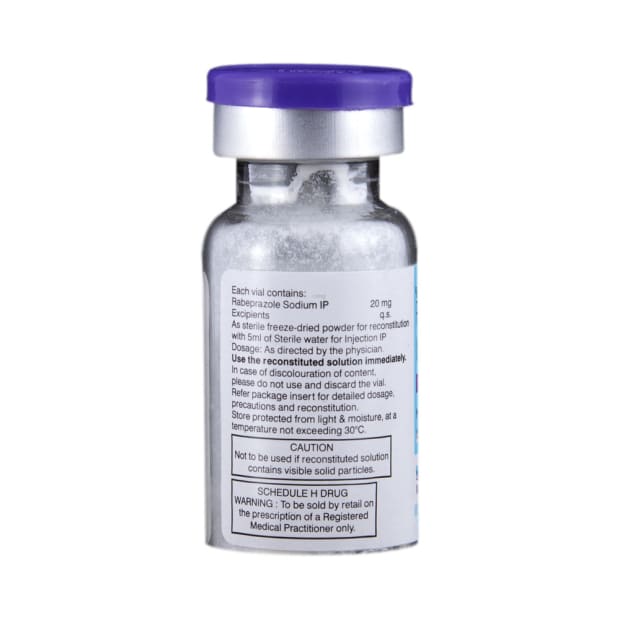 Each vial contains:
Rabeprazole Sodium IP 20 mg
Excipients q.s.
As sterile freeze-dried powder for reconstitution
with 5ml of Sterile water for Injection IP
Dosage: As directed by the physician.
Use the reconstituted solution immediately.
In case of discolouration of content,
please do not use and discard the vial.
Refer package insert for detailed dosage,
precautions and reconstitution.
Store protected from light & moisture, at a
temperature not exceeding 30°C.
CAUTION
Not to be used if reconstituted solution
contains visible solid particles.
SCHEDULE H DRUG
WARNING : To be sold by retail on
the prescription of a Registered
Medical Practitioner only.